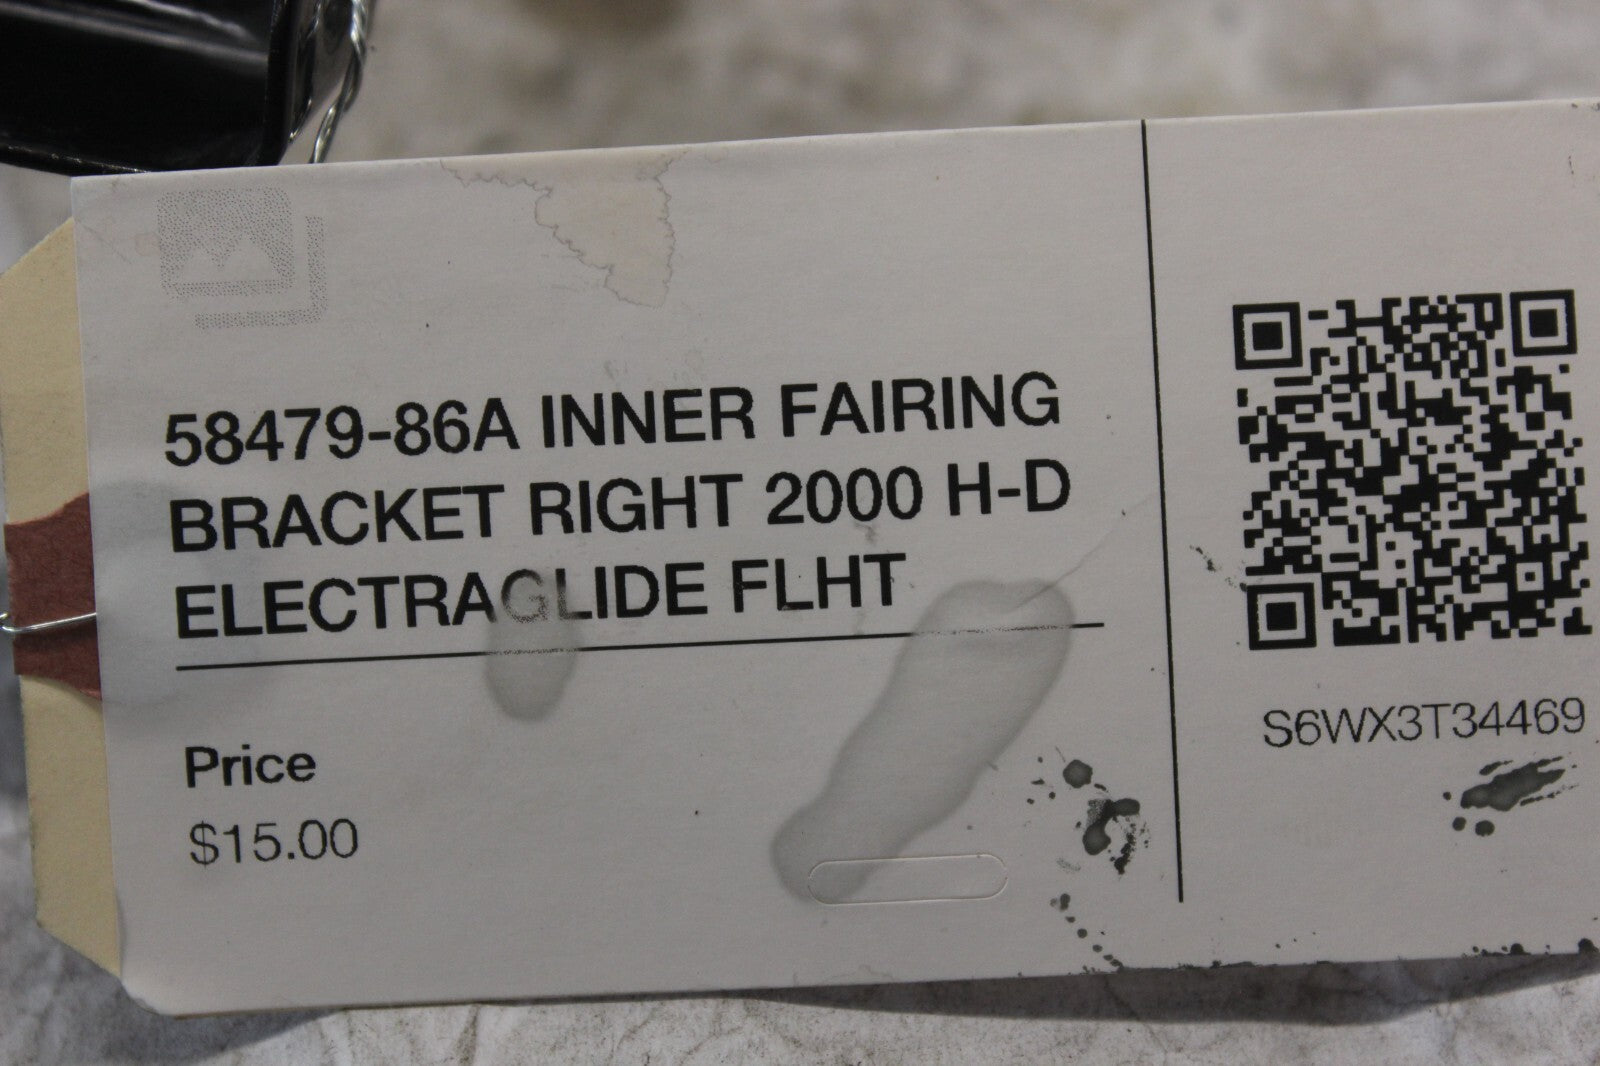 58479-86A INNER FAIRING
BRACKET RIGHT 2000 H-D
ELECTRAGLIDE FLHT
Price
$15.00
S6WX3T34469